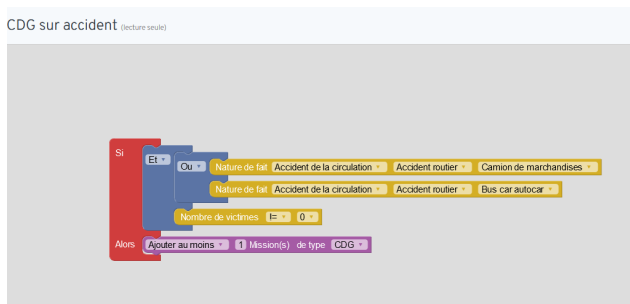 CDG sur accident (lecture seule)
Si
Et
Ou
Nature de fait Accident de la circulation Accident routier Camion de marchandises
Nature de fait Accident de la circulation Accident routier Bus car autocar
Nombre de victimes != 0
Alors Ajouter au moins 1 Mission(s) de type CDG